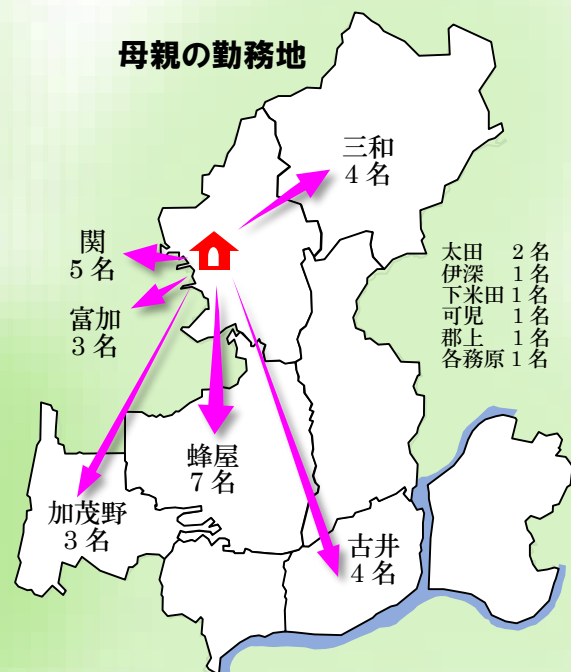 母親の勤務地
三和
4名
関
5名
富加
3名
太田 2名
伊深 1名
下米田 1名
可児 1名
郡上 1名
各務原 1名
蜂屋
7名
加茂野
3名
古井
4名